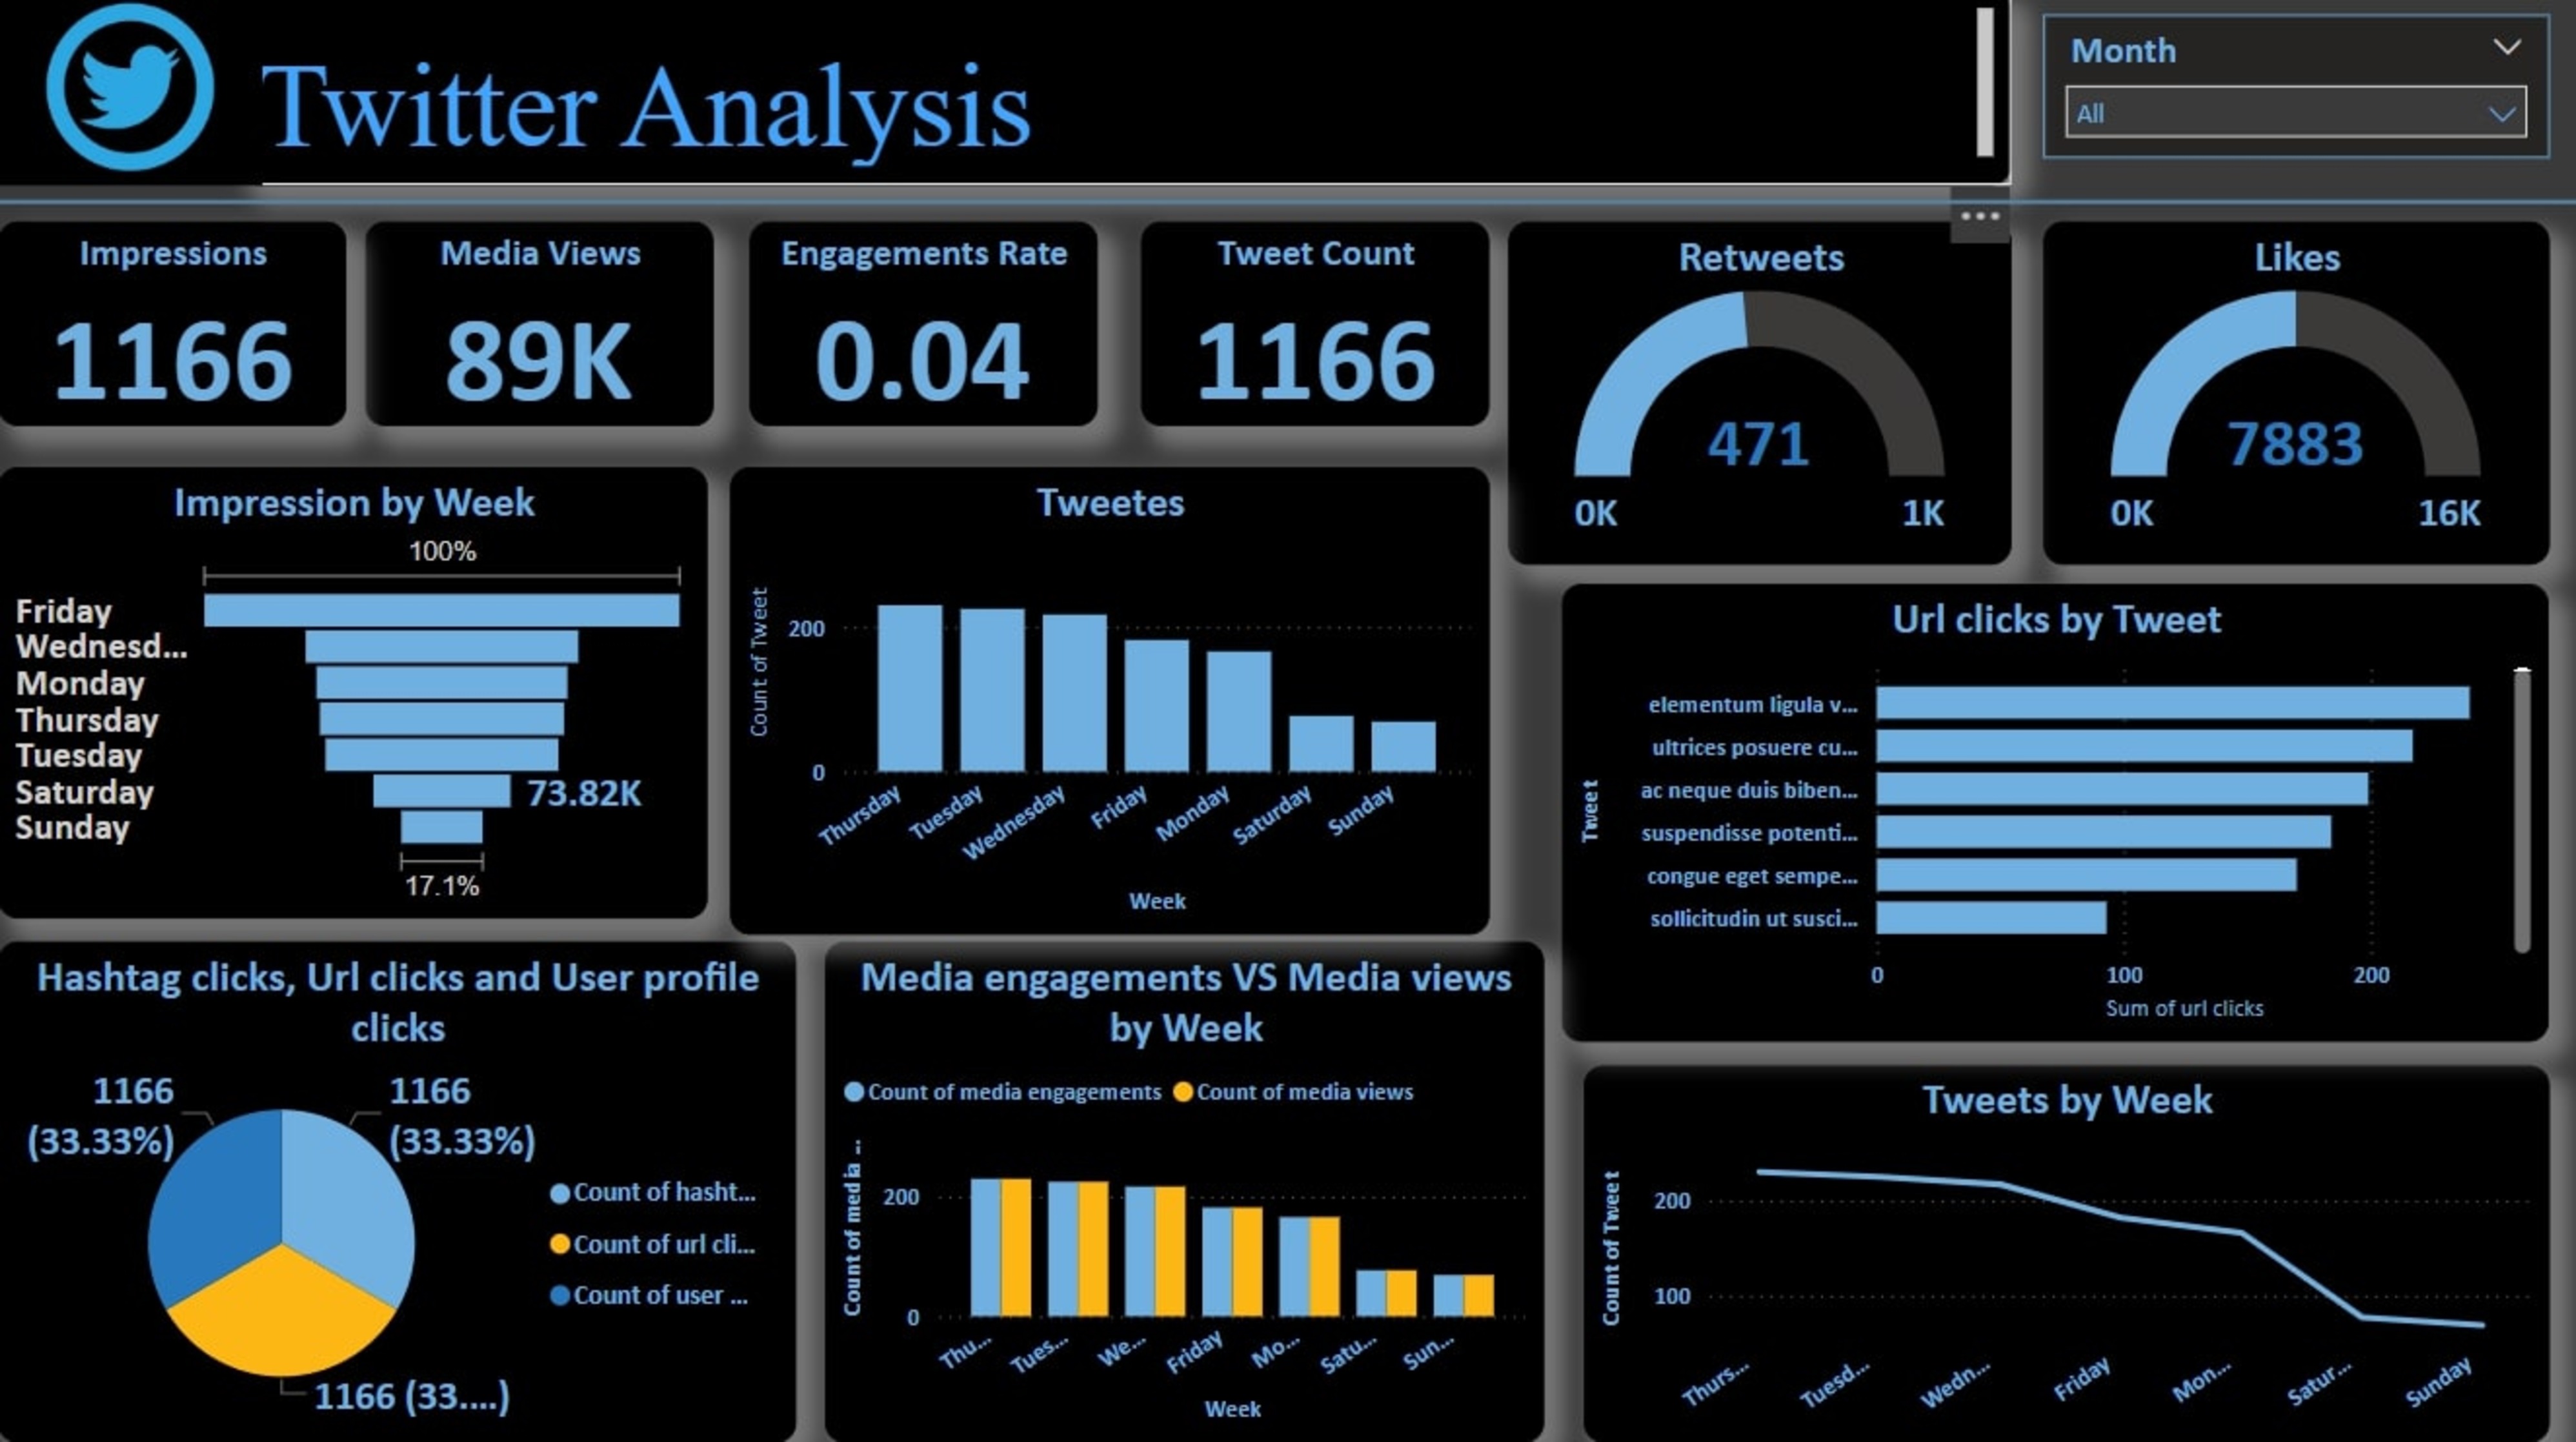 Twitter Analysis
Month
All
Impressions
1166
Media Views
89K
Engagements Rate
0.04
Tweet Count
1166
Retweets
471
0K
1K
Likes
7883
0K
16K
Impression by Week
100%
Friday
Wednesd...
Monday
Thursday
Tuesday
Saturday
73.82K
Sunday
17.1%
Tweetes
Count of Tweet
200
0
Thursday
Tuesday
Wednesday
Friday
Monday
Saturday
Sunday
Week
Url clicks by Tweet
Tweet
elementum ligula v...
ultrices posuere cu...
ac neque duis biben...
suspendisse potenti...
congue eget sempe...
sollicitudin ut susci...
0
100
200
Sum of url clicks
Hashtag clicks, Url clicks and User profile
clicks
1166
(33.33%)
1166
(33.33%)
1166 (33....)
Count of hasht...
Count of url cli...
Count of user ...
Media engagements VS Media views
by Week
Count of media engagements
Count of media views
Count of media ...
200
0
Thu...
Tues...
We...
Friday
Mo...
Satu...
Sun...
Week
Tweets by Week
Count of Tweet
200
100
Thurs...
Tuesd...
Wedn...
Friday
Mon...
Satur...
Sunday